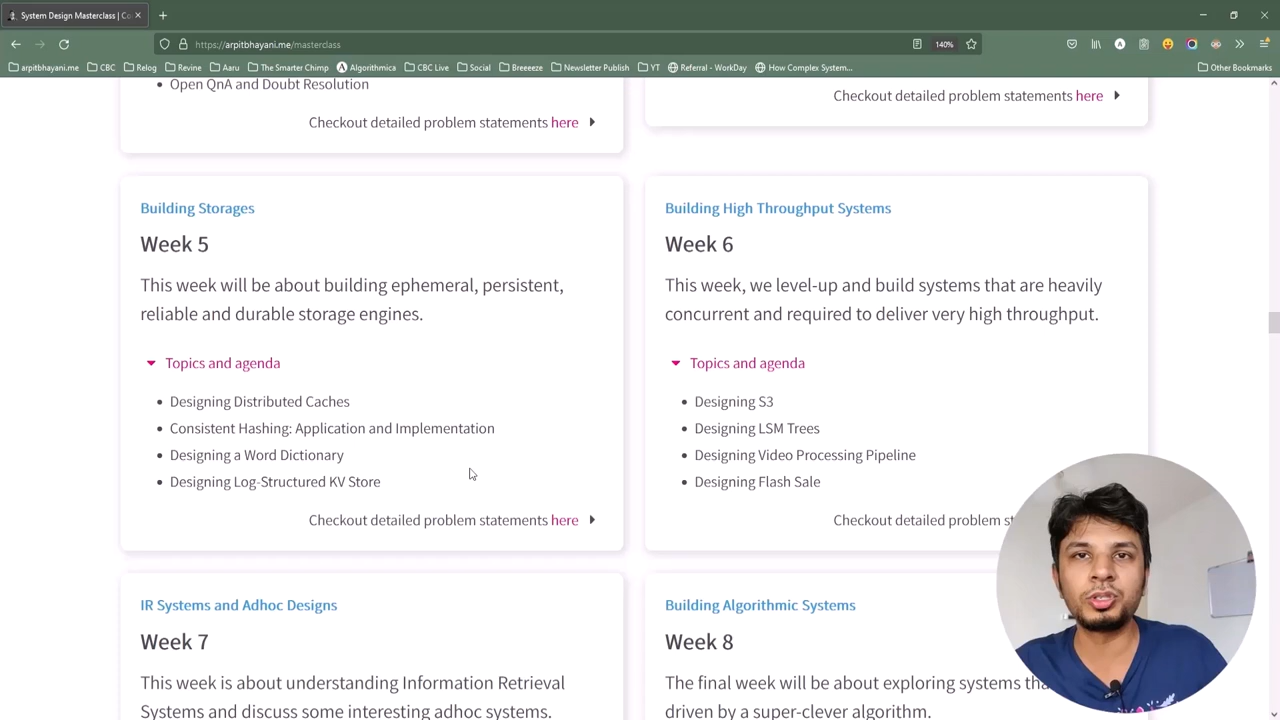 System Design Masterclass | Co
https://arpitbhayani.me/masterclass
140%
arpitbhayani.me
CBC
Relog
Revine
Aaru
The Smarter Chimp
Algorithmica
CBC Live
Social
Breeeeze
Newsletter Publish
YT
Referral - WorkDay
How Complex System...
Other Bookmarks
Open QnA and Doubt Resolution
Checkout detailed problem statements here
Checkout detailed problem statements here
Building Storages
Week 5
This week will be about building ephemeral, persistent,
reliable and durable storage engines.
Topics and agenda
Designing Distributed Caches
Consistent Hashing: Application and Implementation
Designing a Word Dictionary
Designing Log-Structured KV Store
Checkout detailed problem statements here
Building High Throughput Systems
Week 6
This week, we level-up and build systems that are heavily
concurrent and required to deliver very high throughput.
Topics and agenda
Designing S3
Designing LSM Trees
Designing Video Processing Pipeline
Designing Flash Sale
Checkout detailed problem st
IR Systems and Adhoc Designs
Week 7
This week is about understanding Information Retrieval
Systems and discuss some interesting adhoc systems.
Building Algorithmic Systems
Week 8
The final week will be about exploring systems tha
driven by a super-clever algorithm.